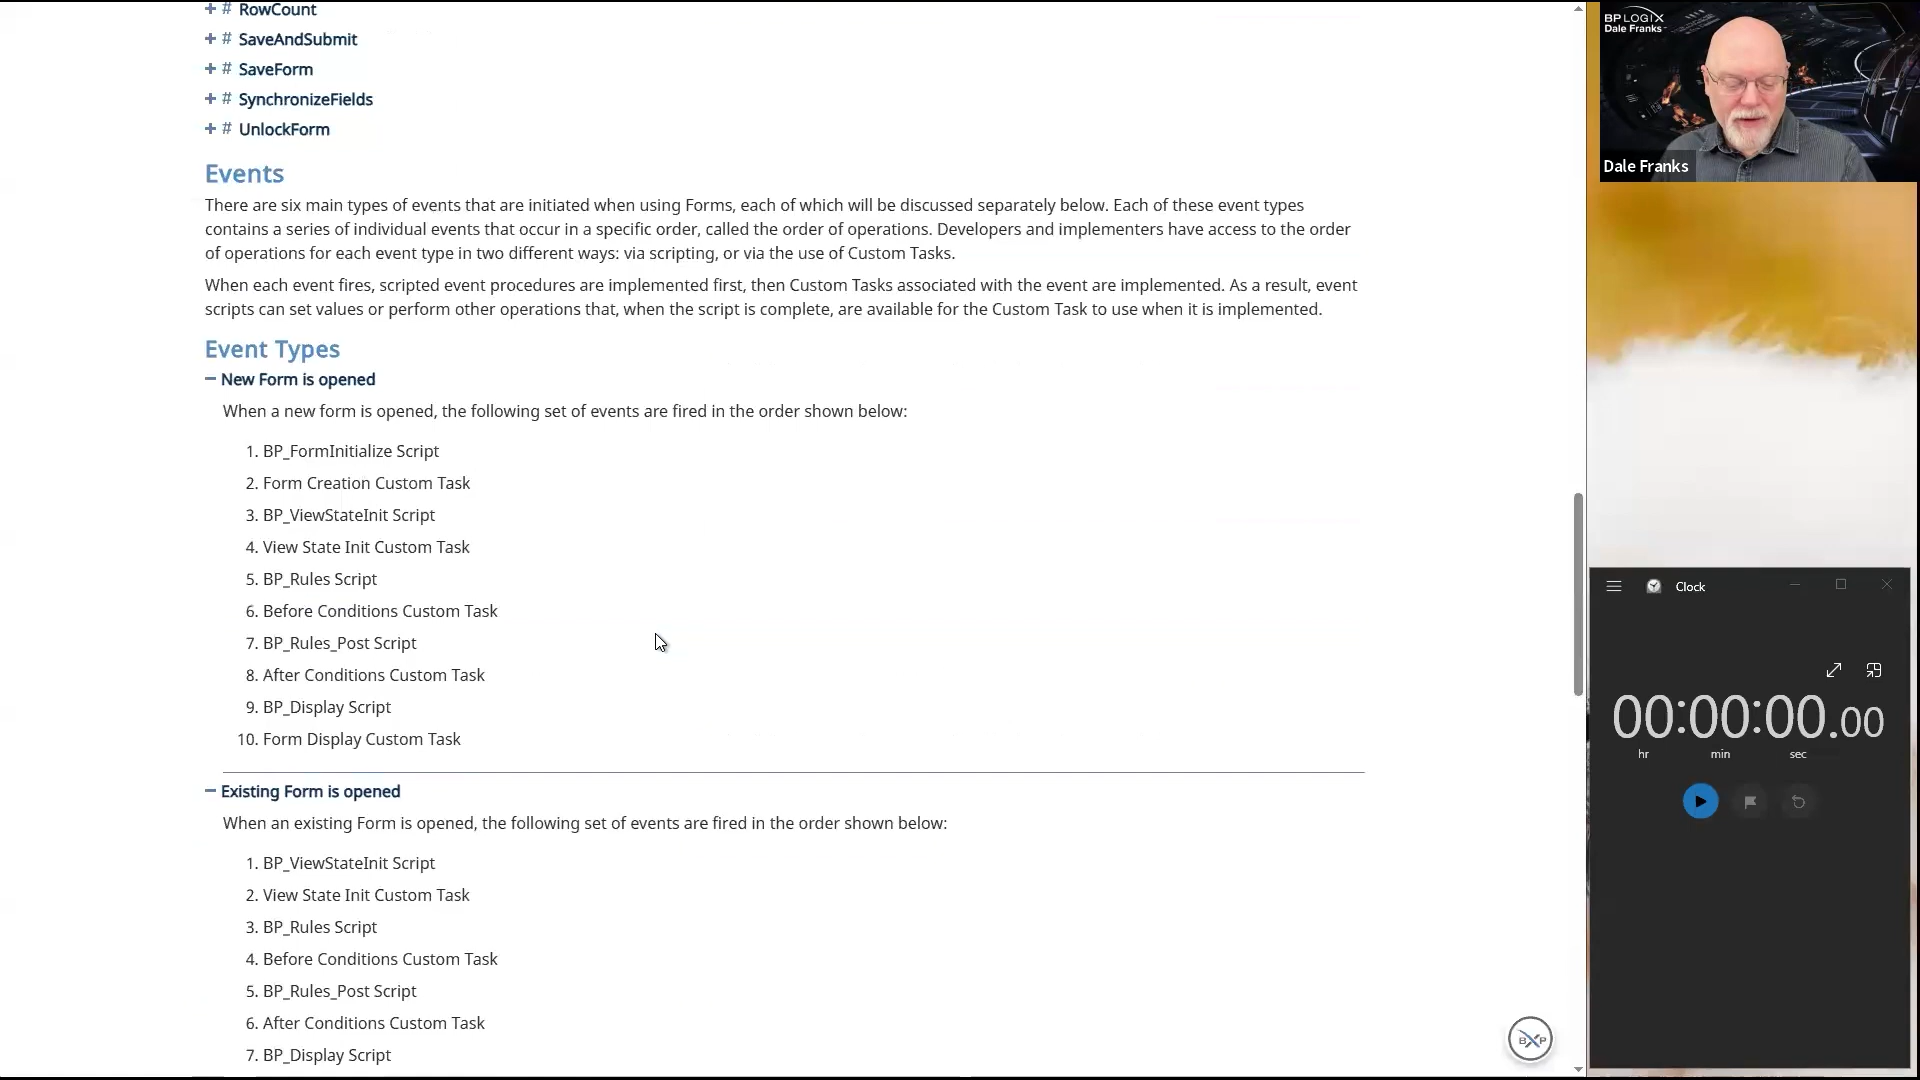 # RowCount
# SaveAndSubmit
# SaveForm
# SynchronizeFields
# UnlockForm
Events
There are six main types of events that are initiated when using Forms, each of which will be discussed separately below. Each of these event types
contains a series of individual events that occur in a specific order, called the order of operations. Developers and implementers have access to the order
of operations for each event type in two different ways: via scripting, or via the use of Custom Tasks.
When each event fires, scripted event procedures are implemented first, then Custom Tasks associated with the event are implemented. As a result, event
scripts can set values or perform other operations that, when the script is complete, are available for the Custom Task to use when it is implemented.
Event Types
New Form is opened
When a new form is opened, the following set of events are fired in the order shown below:
1. BP_FormInitialize Script
2. Form Creation Custom Task
3. BP_ViewStateInit Script
4. View State Init Custom Task
5. BP_Rules Script
6. Before Conditions Custom Task
7. BP_Rules_Post Script
8. After Conditions Custom Task
9. BP_Display Script
10. Form Display Custom Task
Existing Form is opened
When an existing Form is opened, the following set of events are fired in the order shown below:
1. BP_ViewStateInit Script
2. View State Init Custom Task
3. BP_Rules Script
4. Before Conditions Custom Task
5. BP_Rules_Post Script
6. After Conditions Custom Task
7. BP_Display Script
BXP
BP LOGIX
Dale Franks
Dale Franks
Clock
00:00:00.00
hr min sec